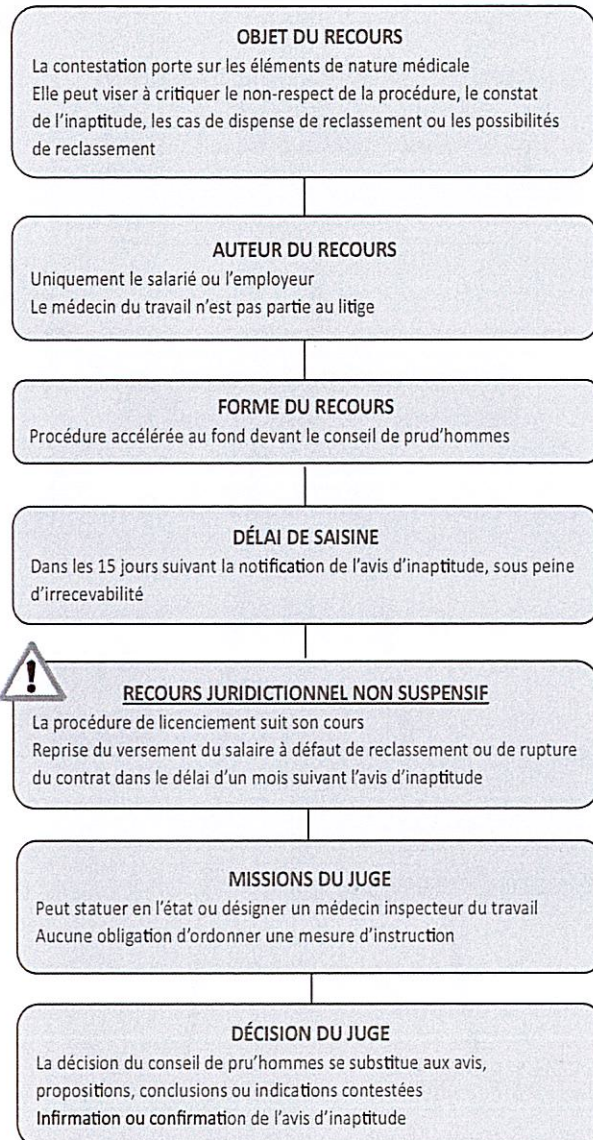 OBJET DU RECOURS
La contestation porte sur les éléments de nature médicale
Elle peut viser à critiquer le non-respect de la procédure, le constat
de l'inaptitude, les cas de dispense de reclassement ou les possibilités
de reclassement
AUTEUR DU RECOURS
Uniquement le salarié ou l'employeur
Le médecin du travail n'est pas partie au litige
FORME DU RECOURS
Procédure accélérée au fond devant le conseil de prud'hommes
DÉLAI DE SAISINE
Dans les 15 jours suivant la notification de l'avis d'inaptitude, sous peine
d'irrecevabilité
!
RECOURS JURIDICTIONNEL NON SUSPENSIF
La procédure de licenciement suit son cours
Reprise du versement du salaire à défaut de reclassement ou de rupture
du contrat dans le délai d'un mois suivant l'avis d'inaptitude
MISSIONS DU JUGE
Peut statuer en l'état ou désigner un médecin inspecteur du travail
Aucune obligation d'ordonner une mesure d'instruction
DÉCISION DU JUGE
La décision du conseil de pru'hommes se substitue aux avis,
propositions, conclusions ou indications contestées
Infirmation ou confirmation de l'avis d'inaptitude